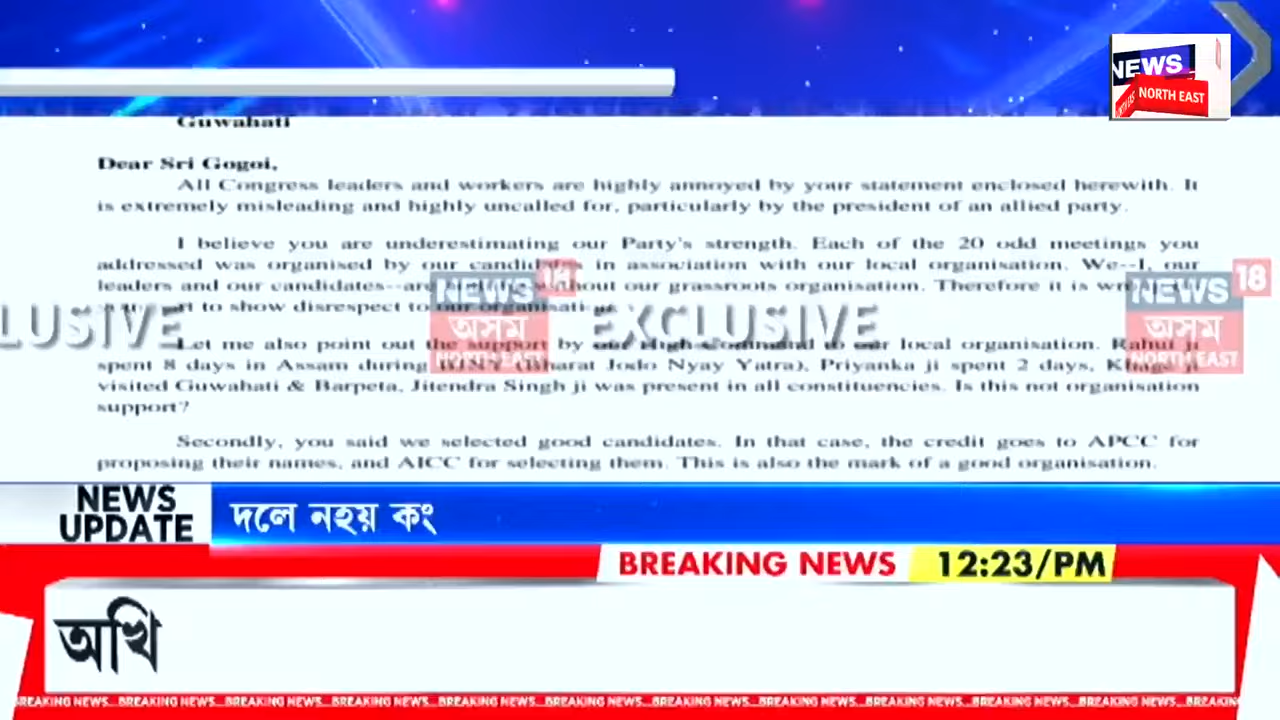 NEWS
NORTH EAST
Guwahati
Dear Sri Gogoi,
All Congress leaders and workers are highly annoyed by your statement enclosed herewith. It
is extremely misleading and highly uncalled for, particularly by the president of an allied party.
I believe you are underestimating our Party's strength. Each of the 20 odd meetings you
addressed was organised by our candidates in association with our local organisation. We--I, our
leaders and our candidates--are without our grassroots organisation. Therefore it is
to show disrespect to our organisation.
Let me also point out the support by our High Command to our local organisation. Rahul ji
spent 8 days in Assam during BJNY (Bharat Jodo Nyay Yatra), Priyanka ji spent 2 days, Kharge ji
visited Guwahati & Barpeta, Jitendra Singh ji was present in all constituencies. Is this not organisation
support?
Secondly, you said we selected good candidates. In that case, the credit goes to APCC for
proposing their names, and AICC for selecting them. This is also the mark of a good organisation.
LUSIVE
NEWS 18
অসম
NORTH EAST
EXCLUSIVE
NEWS 18
অসম
NORTH EAST
NEWS
UPDATE
দলে নহয় কং
BREAKING NEWS
12:23/PM
অখি
BREAKING NEWS BREAKING NEWS BREAKING NEWS BREAKING NEWS BREAKING NEWS BREAKING NEWS BREAKING NEWS BREAKING NEWS BREAKING NEWS BREAKING NEWS BREAKING NEWS